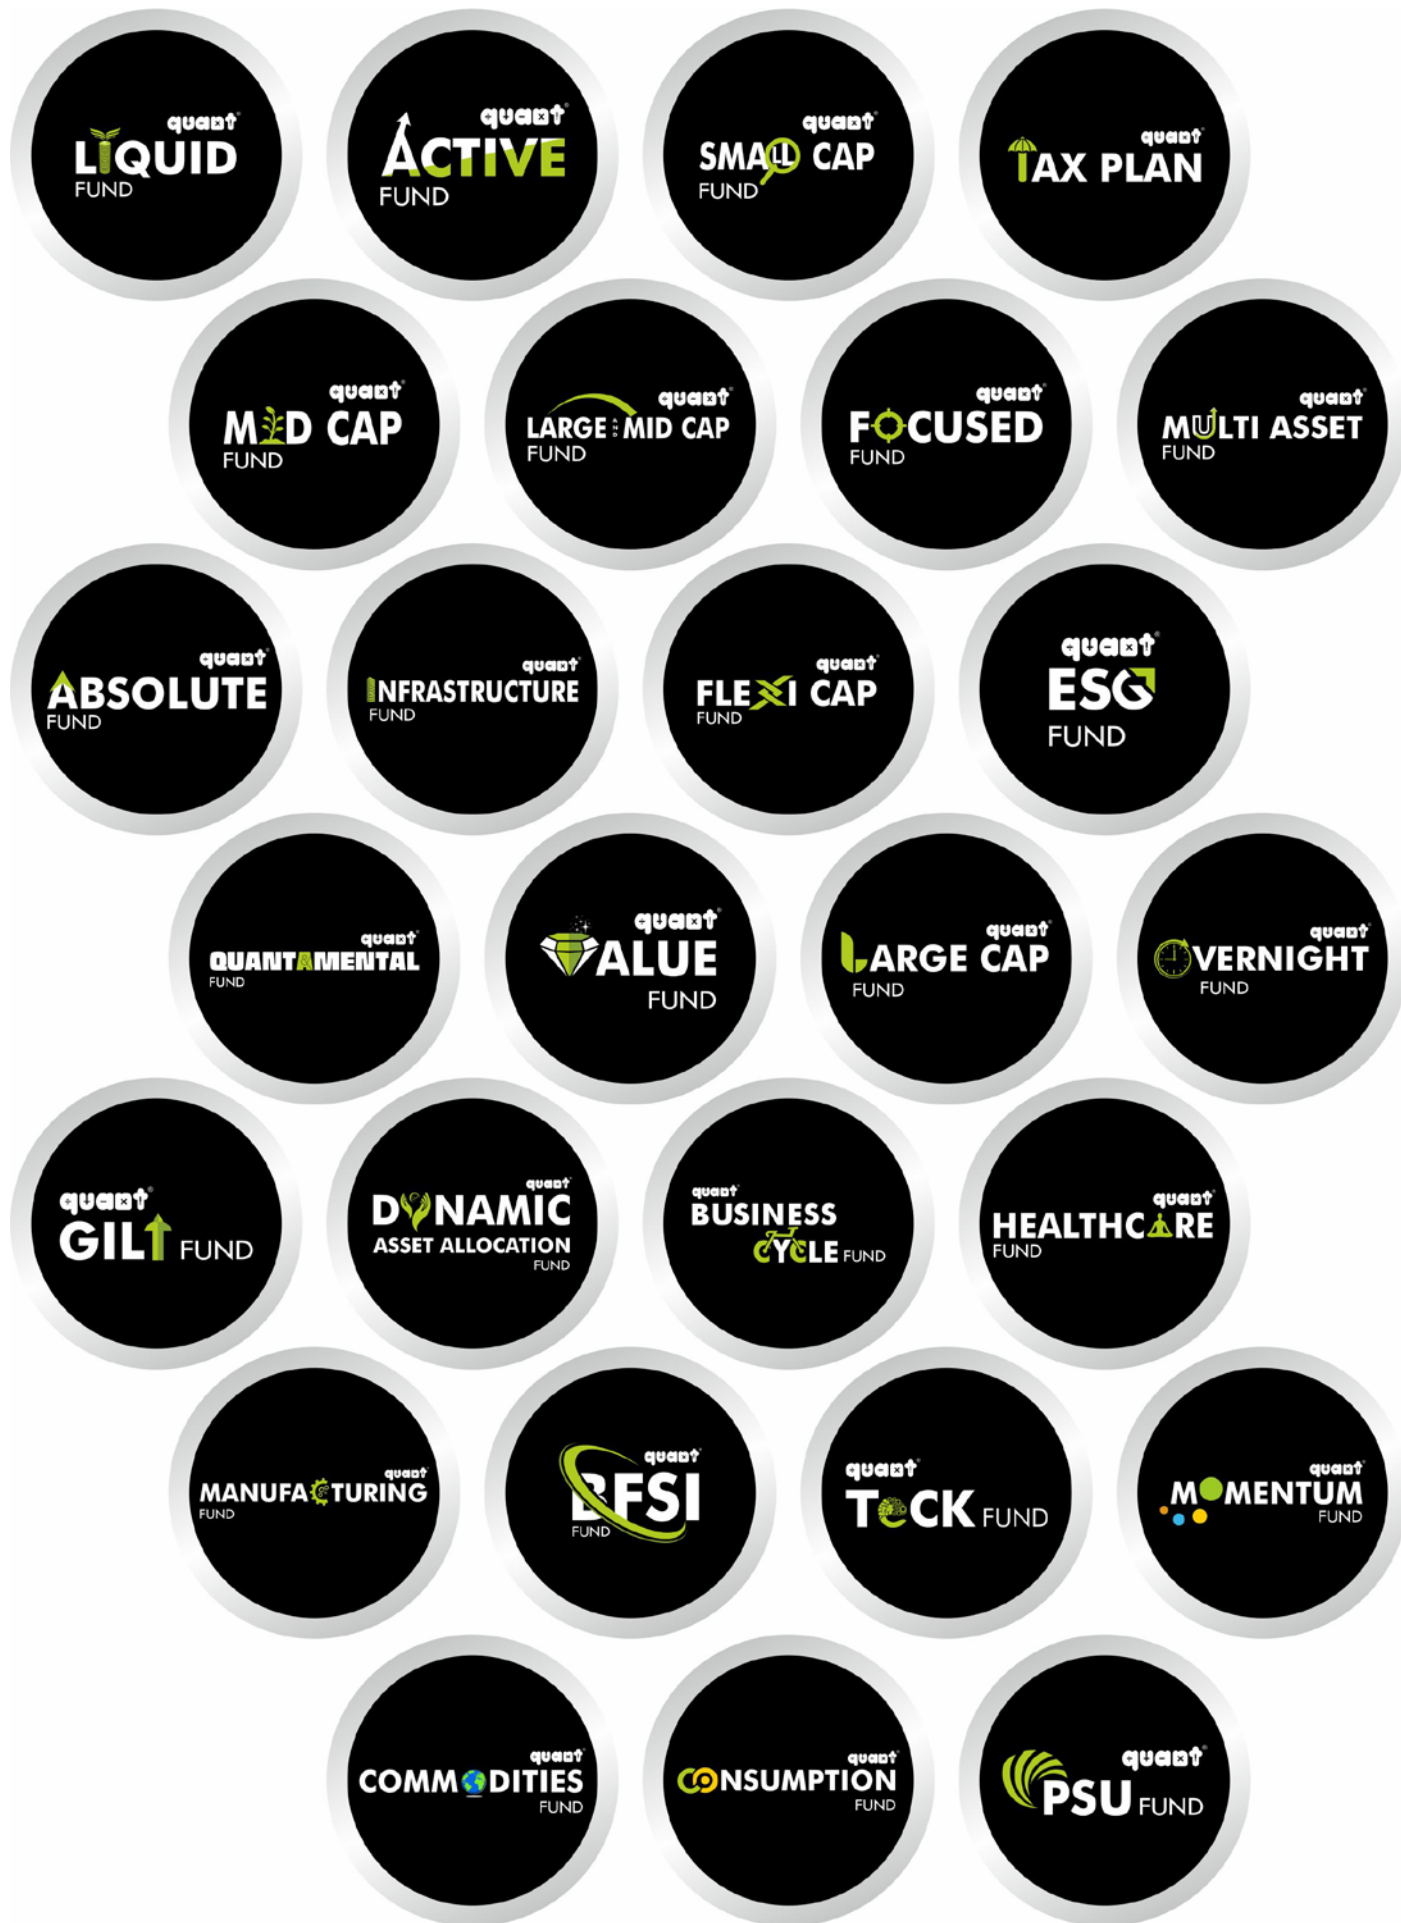 quant®
LIQUID
FUND
quant®
ACTIVE
FUND
quant®
SMALL CAP
FUND
quant®
TAX PLAN
quant®
MID CAP
FUND
quant®
LARGE AND MID CAP
FUND
quant®
FOCUSED
FUND
quant®
MULTI ASSET
FUND
quant®
ABSOLUTE
FUND
quant®
INFRASTRUCTURE
FUND
quant®
FLEXI CAP
FUND
quant®
ESG
FUND
quant®
QUANTAMENTAL
FUND
quant®
VALUE
FUND
quant®
LARGE CAP
FUND
quant®
OVERNIGHT
FUND
quant®
GILT FUND
quant®
DYNAMIC
ASSET ALLOCATION
FUND
quant®
BUSINESS
CYCLE FUND
quant®
HEALTHCARE
FUND
quant®
MANUFACTURING
FUND
quant®
BFSI
FUND
quant®
TeCK FUND
quant®
MOMENTUM
FUND
quant®
COMMODITIES
FUND
quant®
CONSUMPTION
FUND
quant®
PSU FUND